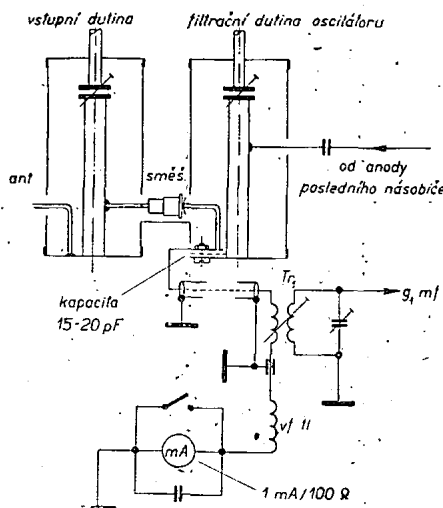 vstupní dutina
filtrační dutina oscilátoru
ant
směš.
od anody
posledního násobiče
kapacita
15-20 pF
Tr₁
g₁ mf
vf tl
mA
1 mA/100 Ω